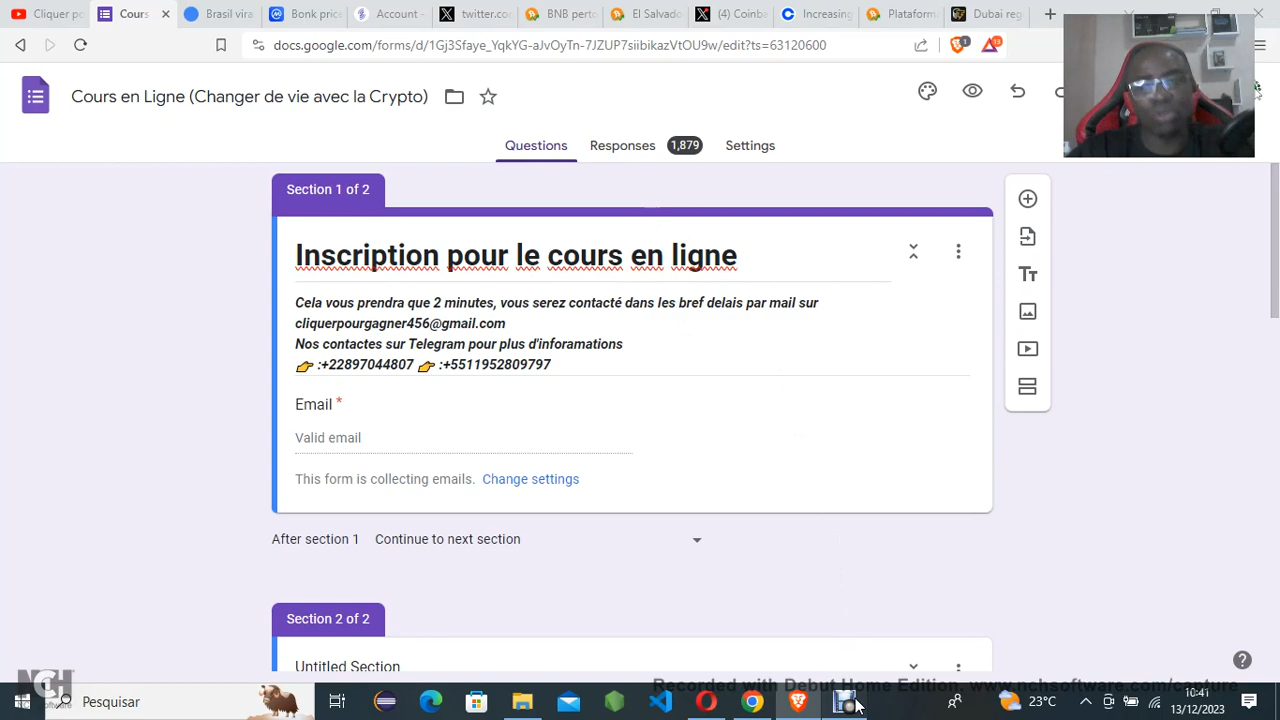 Cliquer po
Cours
Brasil vira
Bonk price
Account -
twitter.co
BNB perto
El Salvado
(4) Coinba
Increasing
Plataform
Dubai reg
docs.google.com/forms/d/1Gj3Sfaye_YqkYG-aJvOyTn-7JZUP7siibikazVtOU9w/edit?ts=63120600
1
13
Cours en Ligne (Changer de vie avec la Crypto)
Questions
Responses 1,879
Settings
Section 1 of 2
Inscription pour le cours en ligne
Cela vous prendra que 2 minutes, vous serez contacté dans les bref delais par mail sur
cliquerpourgagner456@gmail.com
Nos contactes sur Telegram pour plus d'inforamations
👉 :+22897044807 👉 :+5511952809797
Email *
Valid email
This form is collecting emails. Change settings
After section 1 Continue to next section
Section 2 of 2
Untitled Section
NCH
Recorded with Debut Home Edition. www.nchsoftware.com/capture
Pesquisar
23°C
10:41
13/12/2023